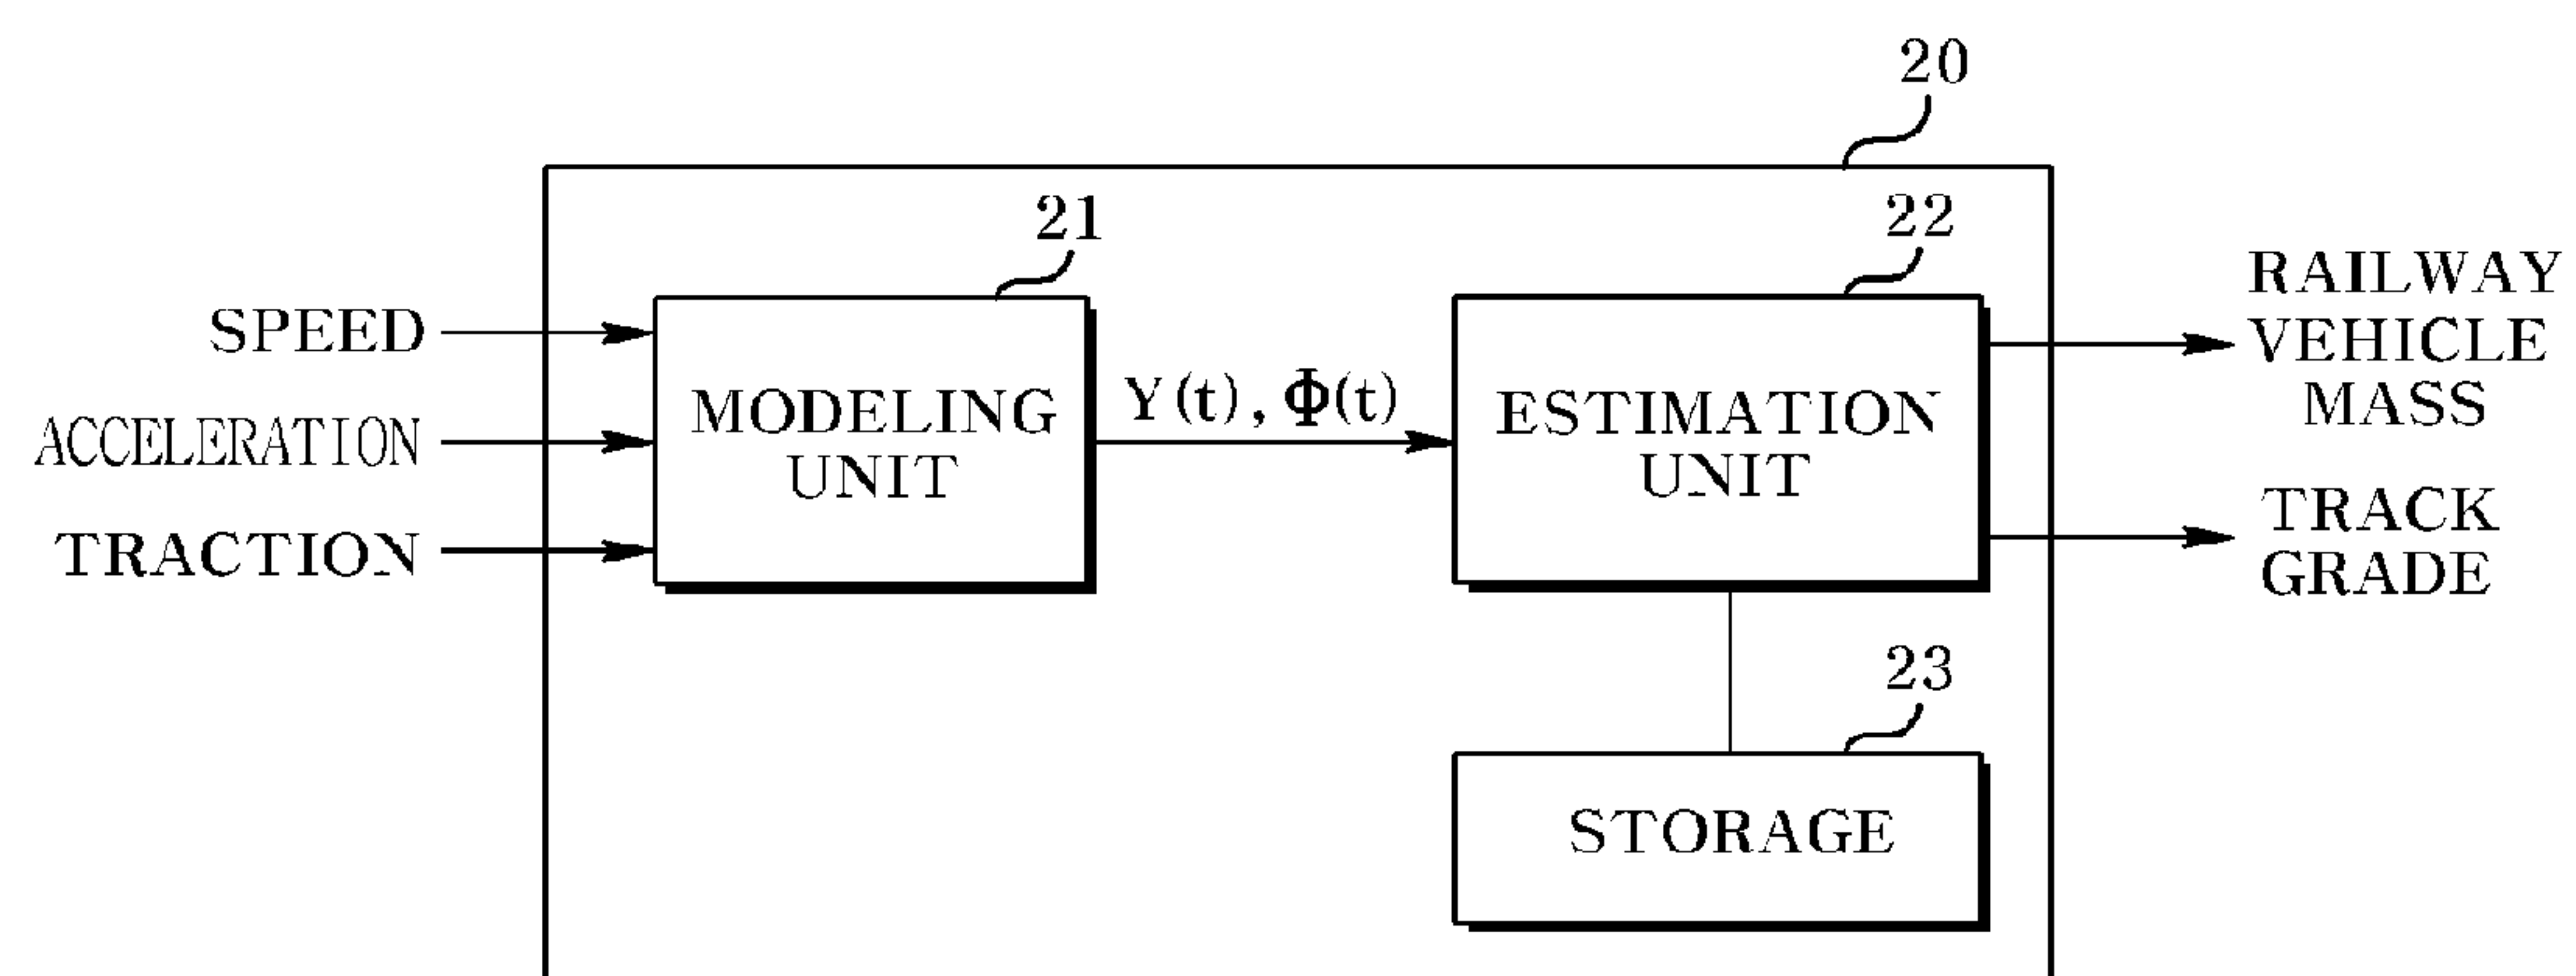 20
21
22
SPEED
ACCELERATION
TRACTION
MODELING
UNIT
Y(t), Φ(t)
ESTIMATION
UNIT
RAILWAY
VEHICLE
MASS
TRACK
GRADE
23
STORAGE